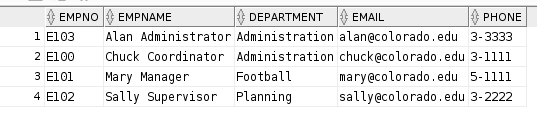 EMPNO EMPNAME DEPARTMENT EMAIL PHONE
1 E103 Alan Administrator Administration alan@colorado.edu 3-3333
2 E100 Chuck Coordinator Administration chuck@colorado.edu 3-1111
3 E101 Mary Manager Football mary@colorado.edu 5-1111
4 E102 Sally Supervisor Planning sally@colorado.edu 3-2222